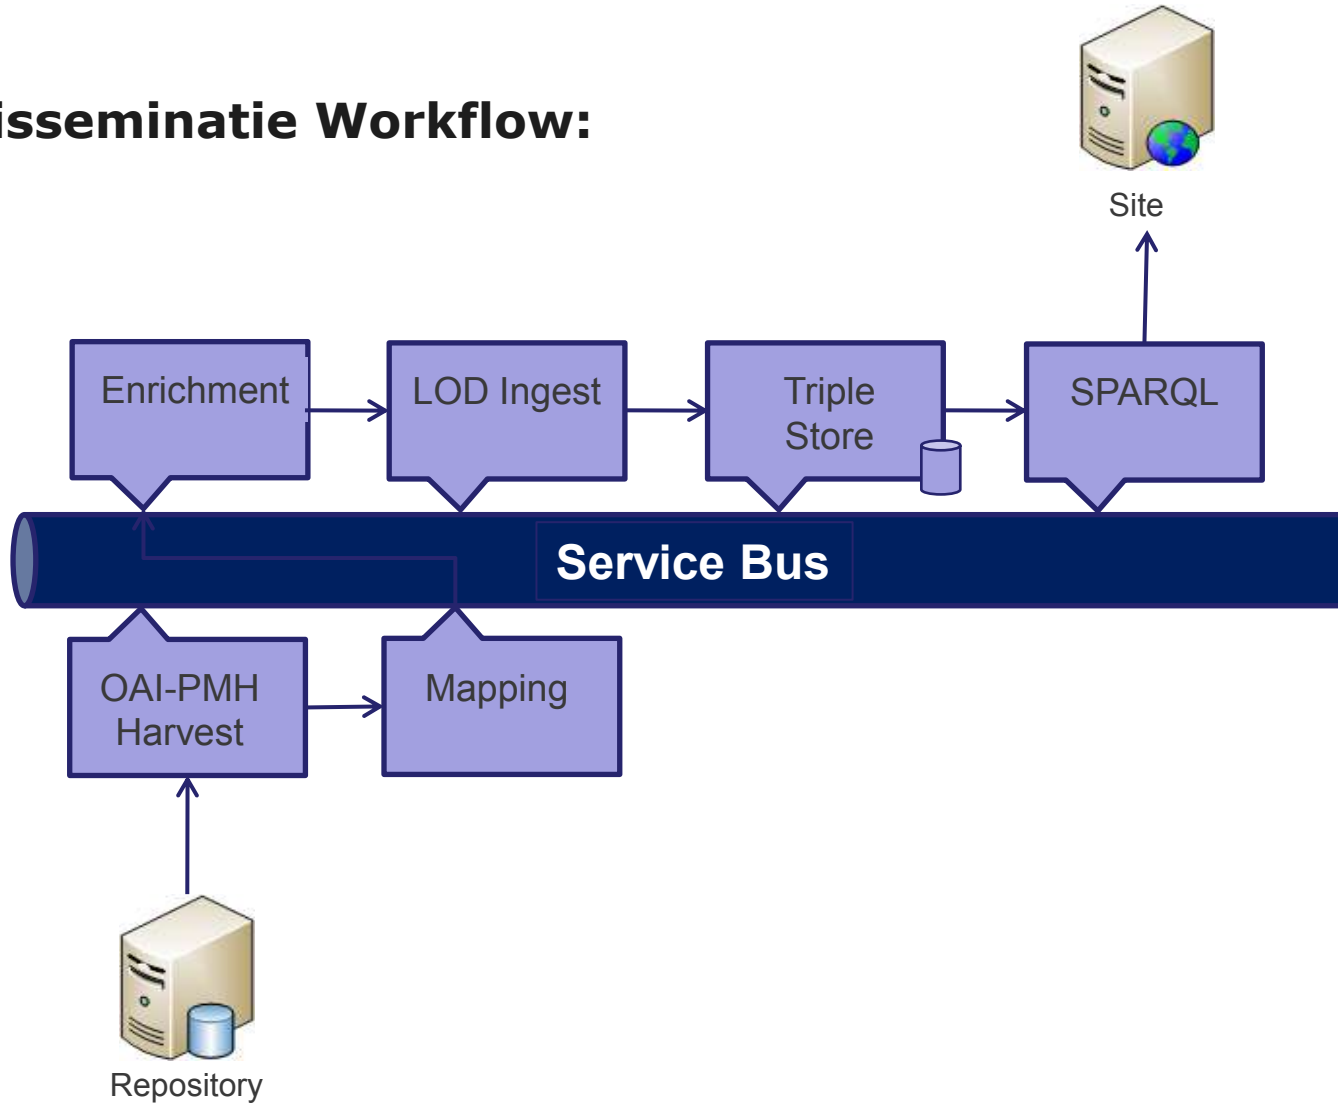 isseminatie Workflow:
Site
Enrichment
LOD Ingest
Triple
Store
SPARQL
Service Bus
OAI-PMH
Harvest
Mapping
Repository